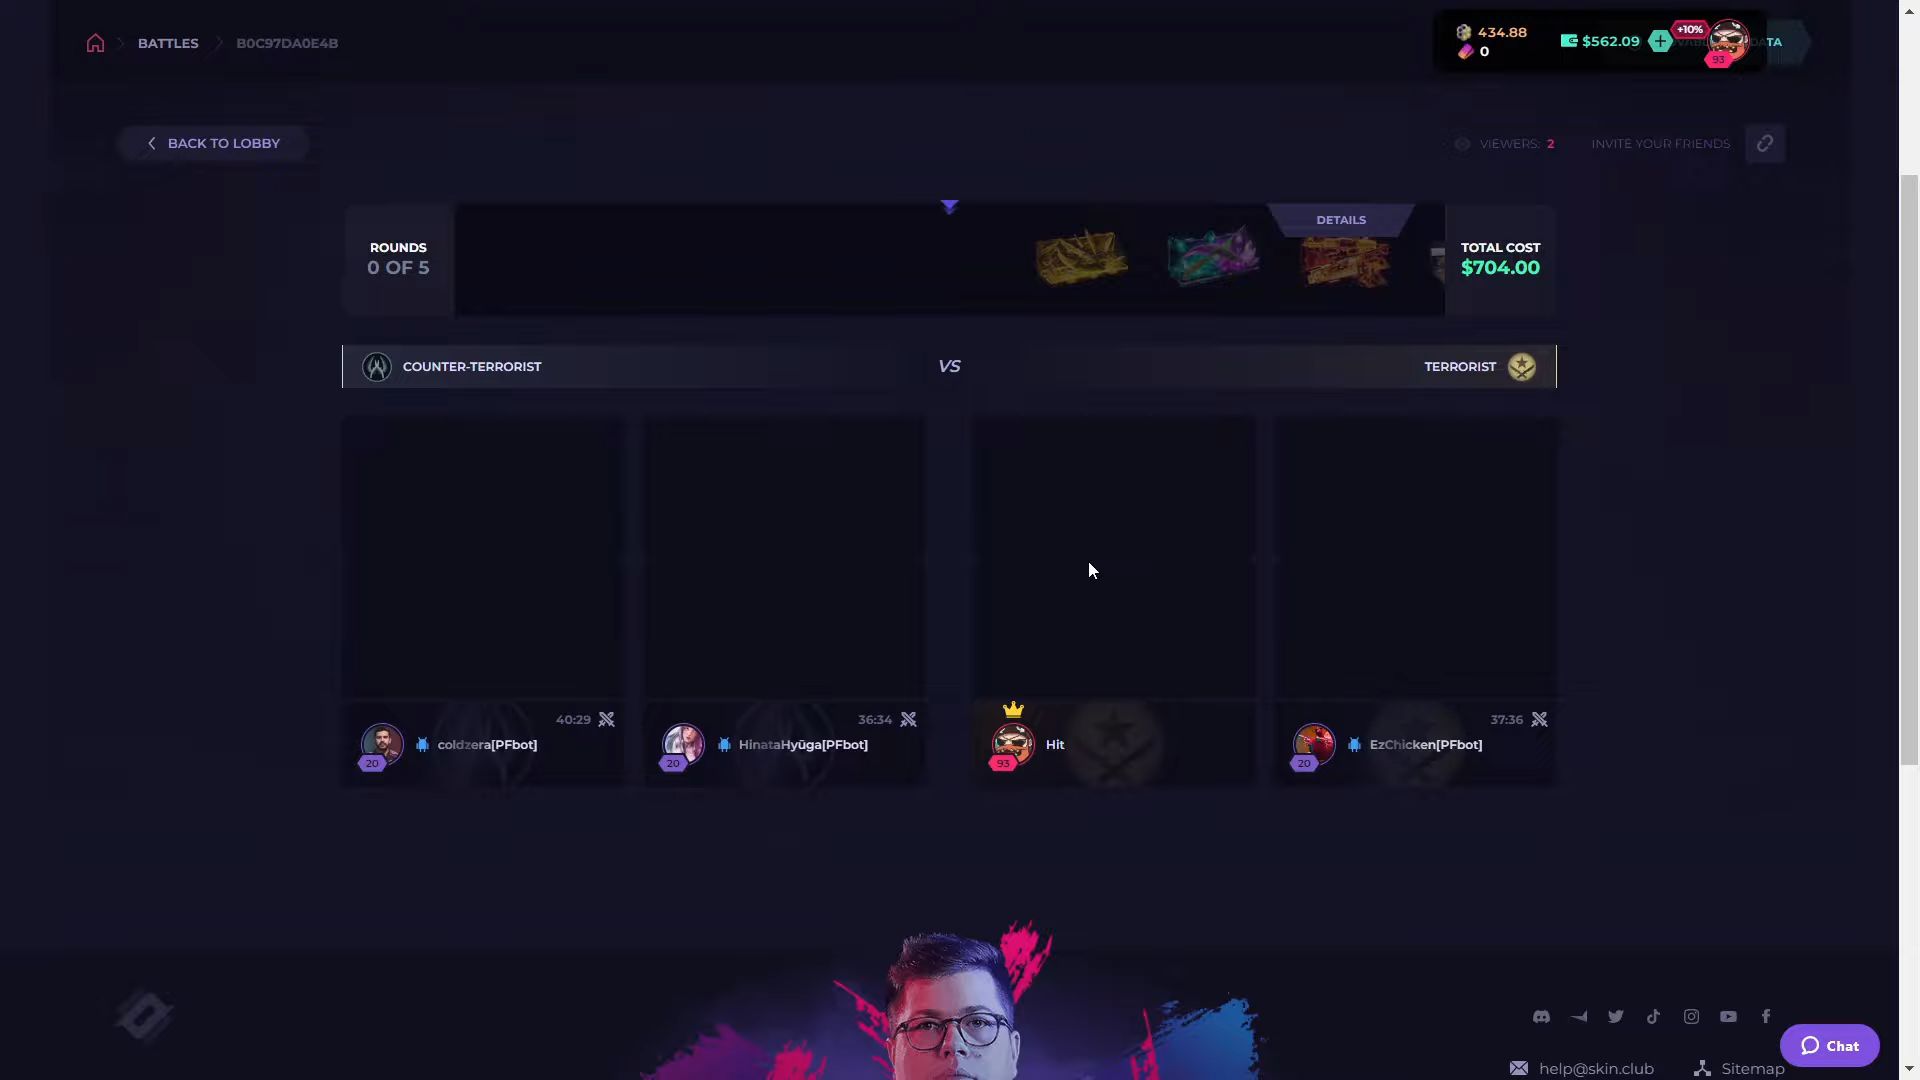 BATTLES
B0C97DA0E4B
434.88
0
$562.09
+10%
93
BACK TO LOBBY
VIEWERS: 2
INVITE YOUR FRIENDS
ROUNDS
0 OF 5
DETAILS
TOTAL COST
$704.00
COUNTER-TERRORIST
VS
TERRORIST
40:29
coldzera[PFbot]
20
36:34
HinataHyūga[PFbot]
20
Hit
93
37:36
EzChicken[PFbot]
20
Chat
help@skin.club
Sitemap